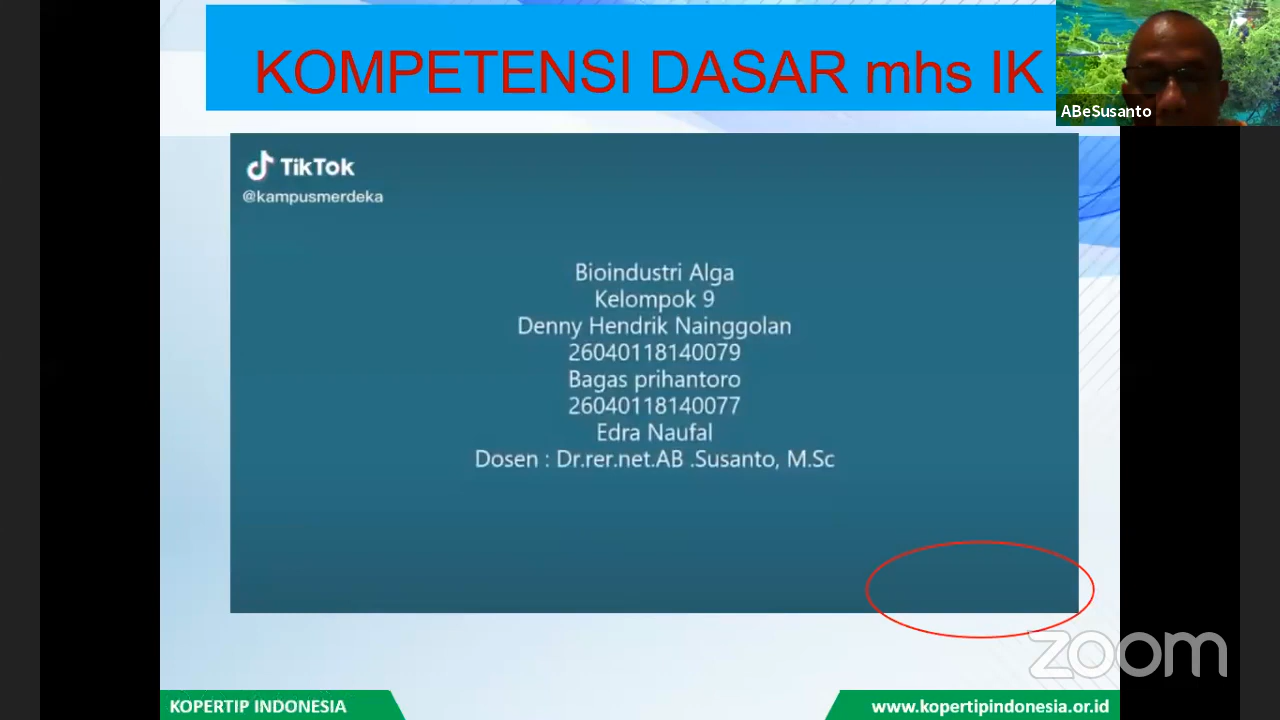 KOMPETENSI DASAR mhs IK
ABeSusanto
TikTok
@kampusmerdeka
Bioindustri Alga
Kelompok 9
Denny Hendrik Nainggolan
26040118140079
Bagas prihantoro
26040118140077
Edra Naufal
Dosen : Dr.rer.net.AB .Susanto, M.Sc
zoom
KOPERTIP INDONESIA
www.kopertipindonesia.or.id